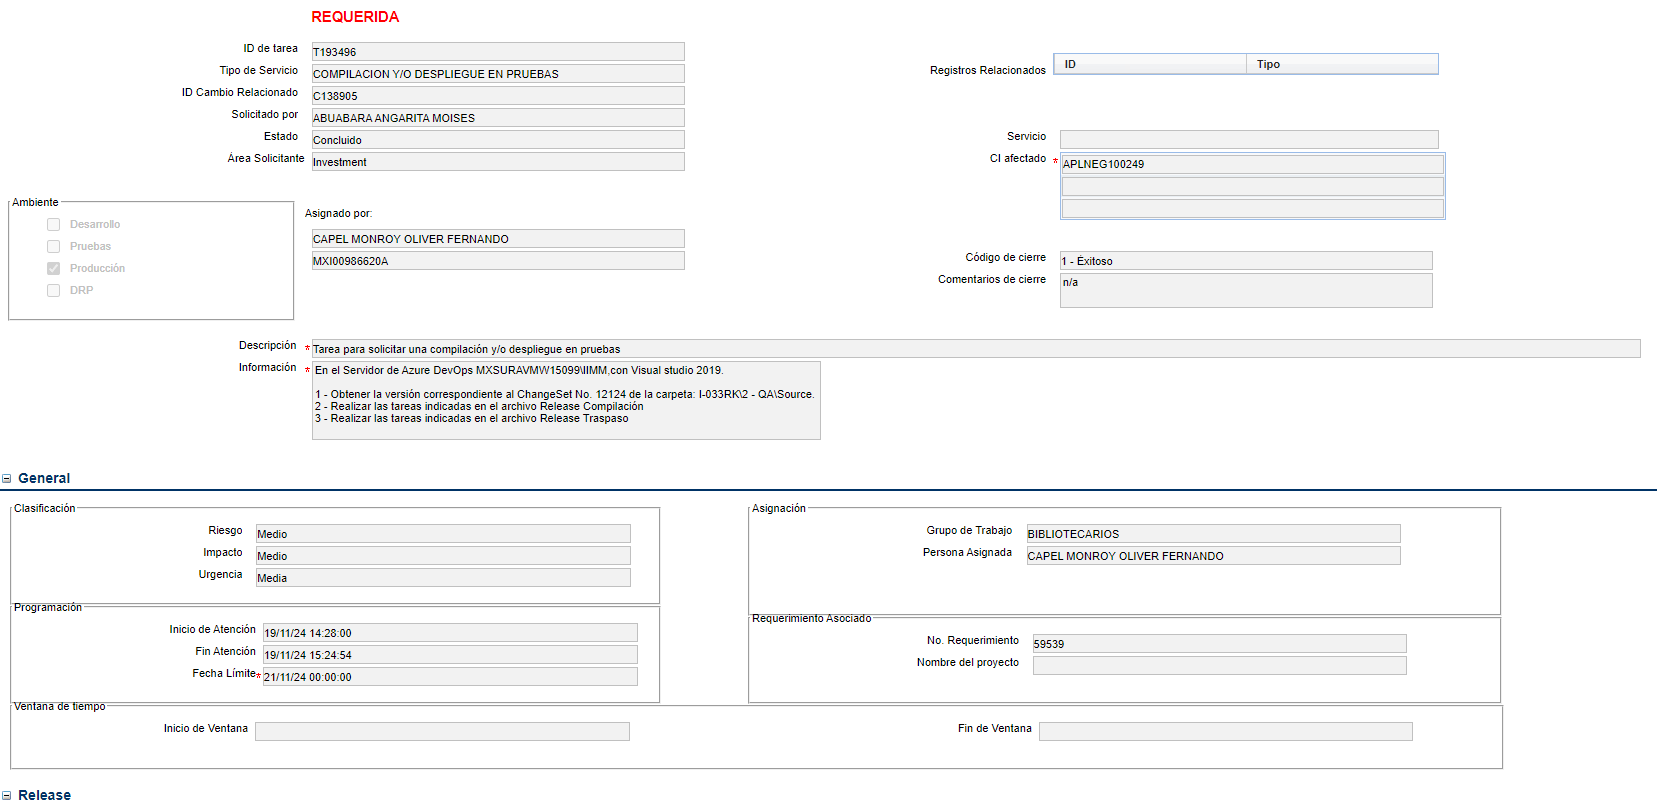 REQUERIDA
ID de tarea T193496
Tipo de Servicio COMPILACION Y/O DESPLIEGUE EN PRUEBAS
ID Cambio Relacionado C138905
Solicitado por ABUABARA ANGARITA MOISES
Estado Concluido
Área Solicitante Investment
Registros Relacionados ID Tipo
Servicio
CI afectado * APLNEG100249
Ambiente
Desarrollo
Pruebas
Producción
DRP
Asignado por:
CAPEL MONROY OLIVER FERNANDO
MXI00986620A
Código de cierre 1 - Éxitoso
Comentarios de cierre n/a
Descripción * Tarea para solicitar una compilación y/o despliegue en pruebas
Información * En el Servidor de Azure DevOps MXSURAVMW15099\IIMM,con Visual studio 2019.
1 - Obtener la versión correspondiente al ChangeSet No. 12124 de la carpeta: I-033RK\2 - QA\Source.
2 - Realizar las tareas indicadas en el archivo Release Compilación
3 - Realizar las tareas indicadas en el archivo Release Traspaso
General
Clasificación
Riesgo Medio
Impacto Medio
Urgencia Media
Asignación
Grupo de Trabajo BIBLIOTECARIOS
Persona Asignada CAPEL MONROY OLIVER FERNANDO
Programación
Inicio de Atención 19/11/24 14:28:00
Fin Atención 19/11/24 15:24:54
Fecha Límite * 21/11/24 00:00:00
Requerimiento Asociado
No. Requerimiento 59539
Nombre del proyecto
Ventana de tiempo
Inicio de Ventana
Fin de Ventana
Release